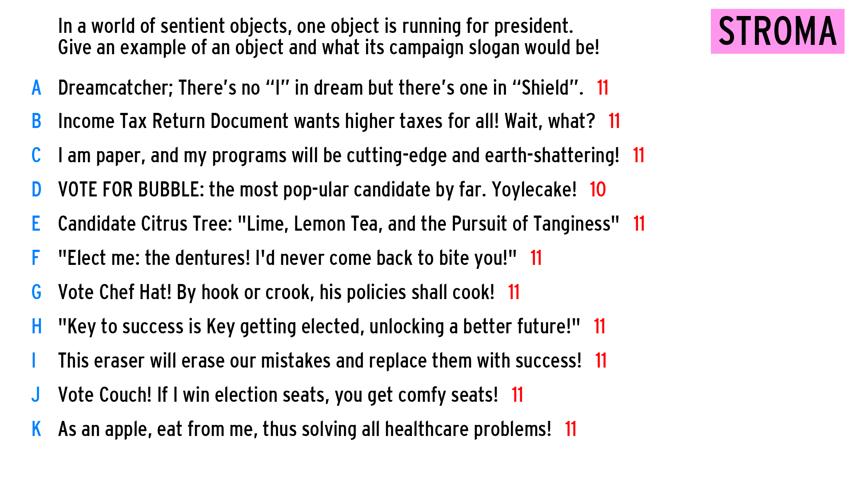 In a world of sentient objects, one object is running for president.
Give an example of an object and what its campaign slogan would be!
STROMA
A Dreamcatcher; There's no “I” in dream but there's one in “Shield”. 11
B Income Tax Return Document wants higher taxes for all! Wait, what? 11
C I am paper, and my programs will be cutting-edge and earth-shattering! 11
D VOTE FOR BUBBLE: the most pop-ular candidate by far. Yoylecake! 10
E Candidate Citrus Tree: "Lime, Lemon Tea, and the Pursuit of Tanginess" 11
F "Elect me: the dentures! I'd never come back to bite you!" 11
G Vote Chef Hat! By hook or crook, his policies shall cook! 11
H "Key to success is Key getting elected, unlocking a better future!" 11
I This eraser will erase our mistakes and replace them with success! 11
J Vote Couch! If I win election seats, you get comfy seats! 11
K As an apple, eat from me, thus solving all healthcare problems! 11